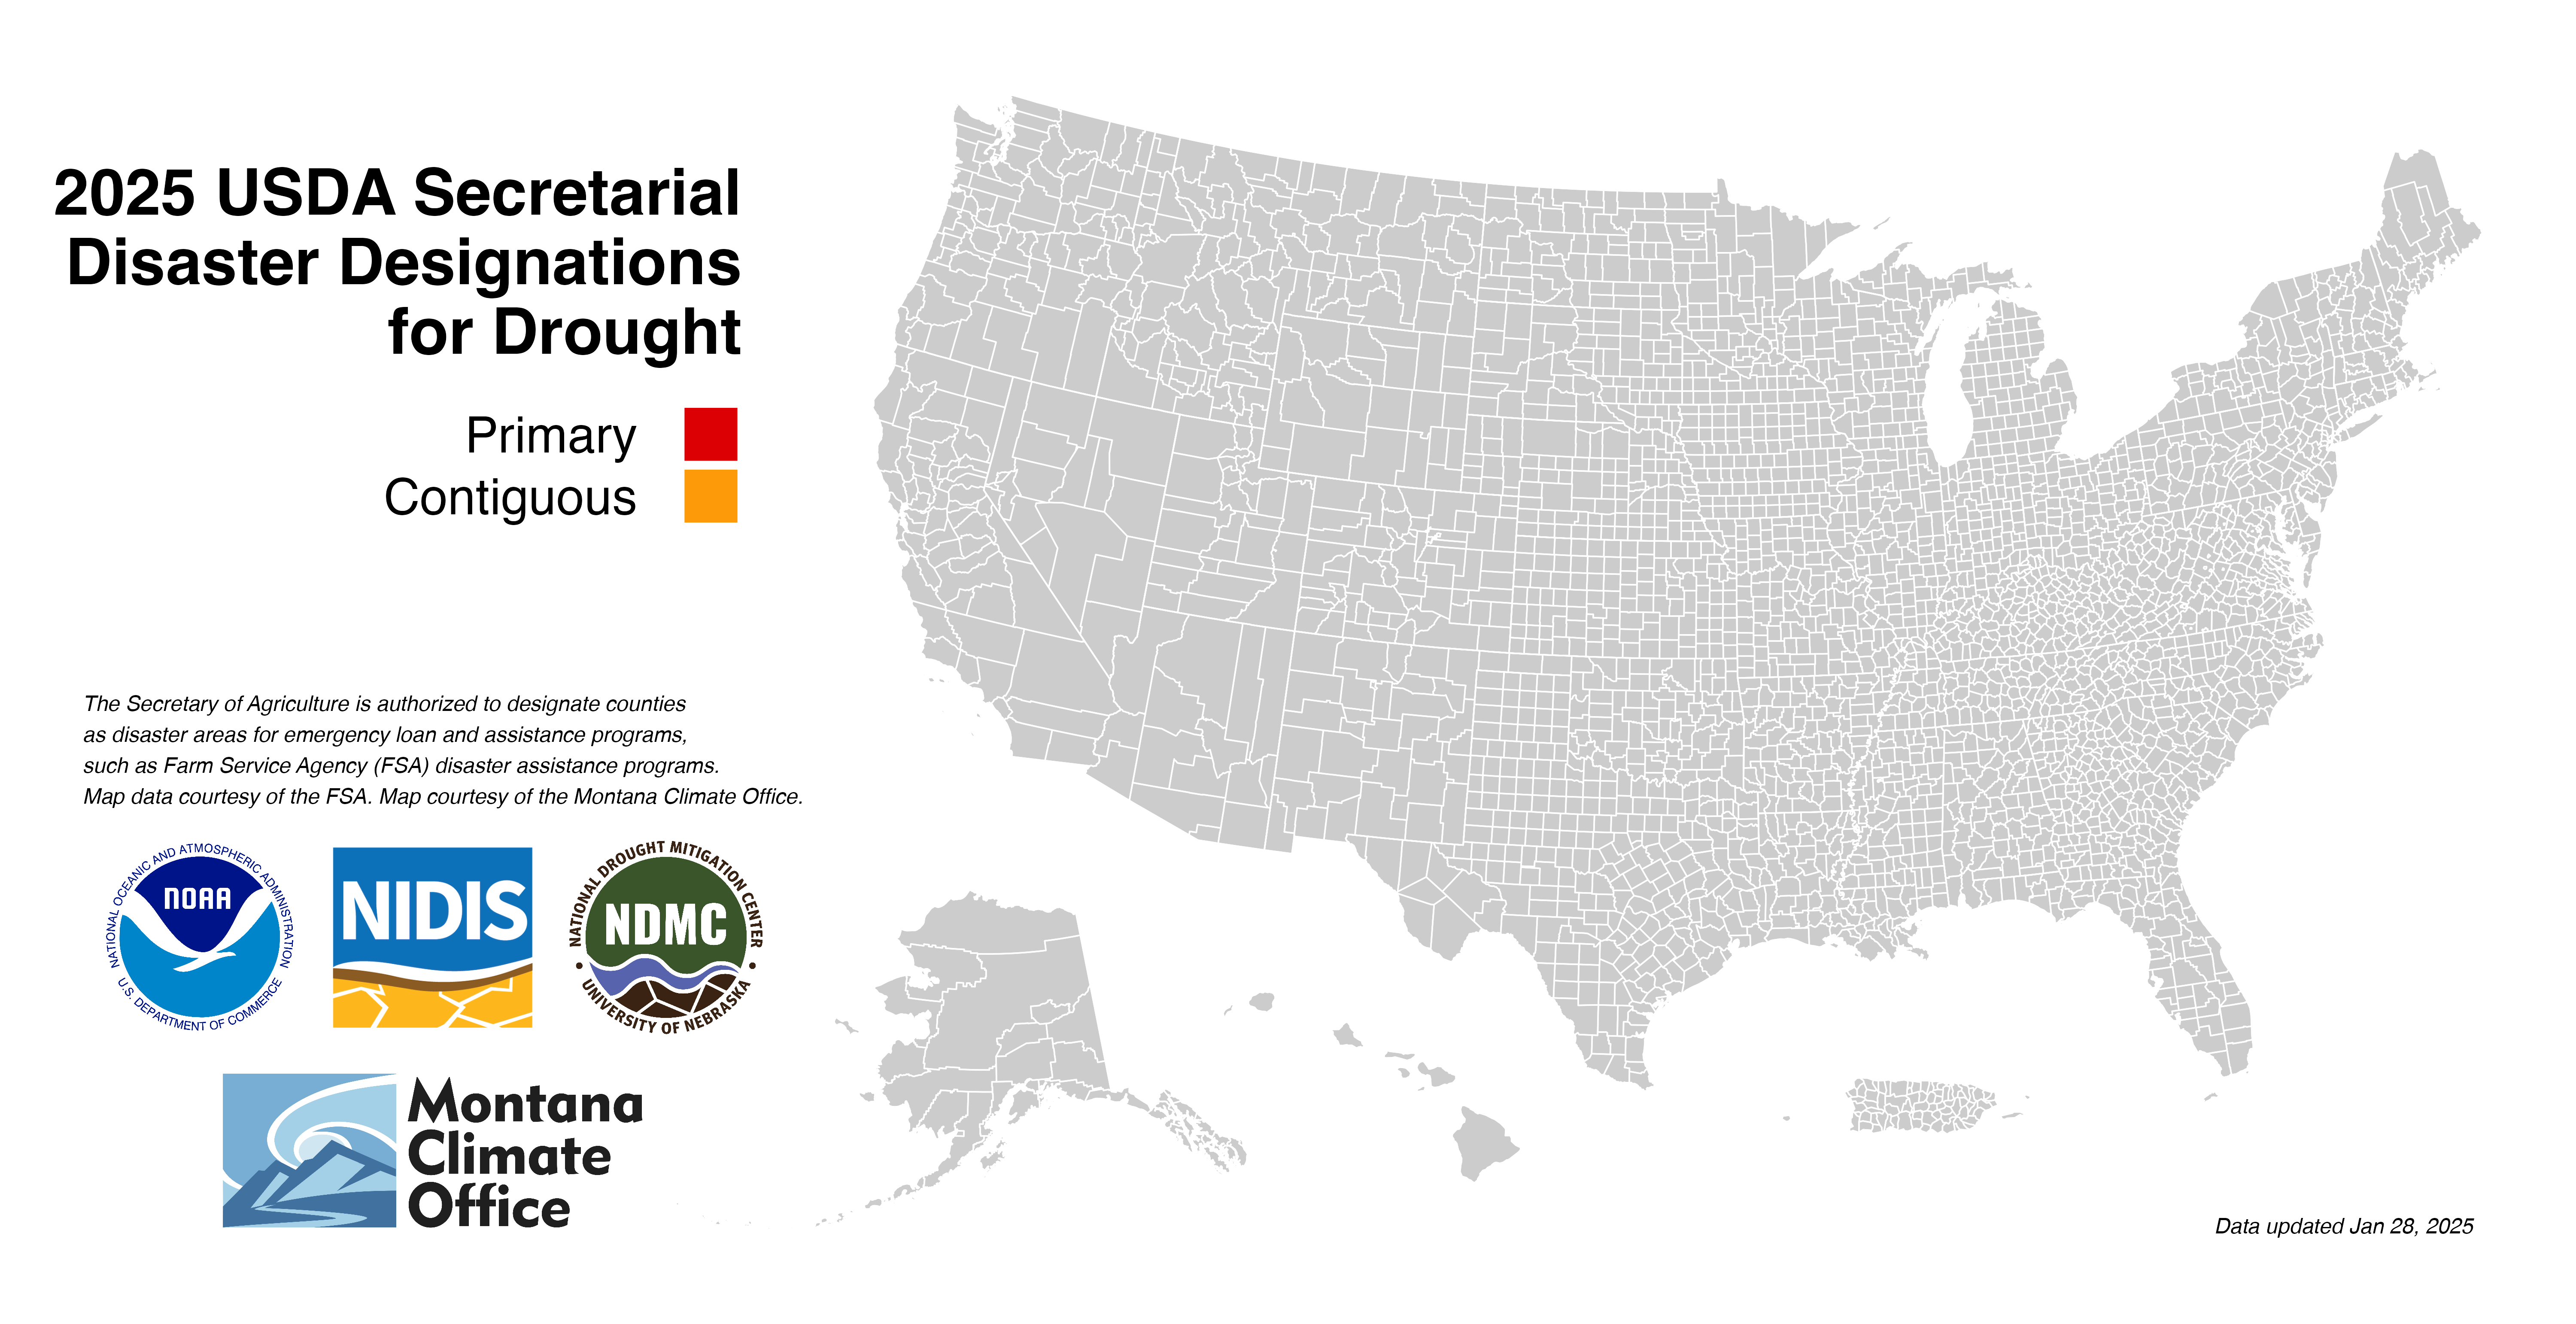 2025 USDA Secretarial
Disaster Designations
for Drought
Primary
Contiguous
The Secretary of Agriculture is authorized to designate counties
as disaster areas for emergency loan and assistance programs,
such as Farm Service Agency (FSA) disaster assistance programs.
Map data courtesy of the FSA. Map courtesy of the Montana Climate Office.
NATIONAL OCEANIC AND ATMOSPHERIC ADMINISTRATION
NOAA
U.S. DEPARTMENT OF COMMERCE
NIDIS
NATIONAL DROUGHT MITIGATION CENTER
NDMC
• UNIVERSITY OF NEBRASKA •
Montana
Climate
Office
Data updated Jan 28, 2025